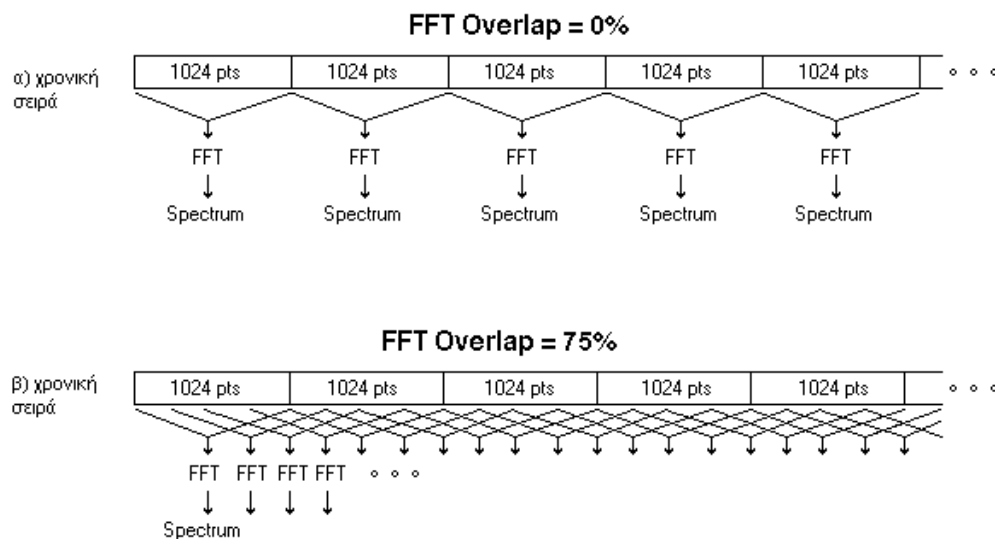 FFT Overlap = 0%
α) χρονική
σειρά
1024 pts 1024 pts 1024 pts 1024 pts 1024 pts
FFT FFT FFT FFT FFT
Spectrum Spectrum Spectrum Spectrum Spectrum
FFT Overlap = 75%
β) χρονική
σειρά
1024 pts 1024 pts 1024 pts 1024 pts 1024 pts
FFT FFT FFT FFT
Spectrum